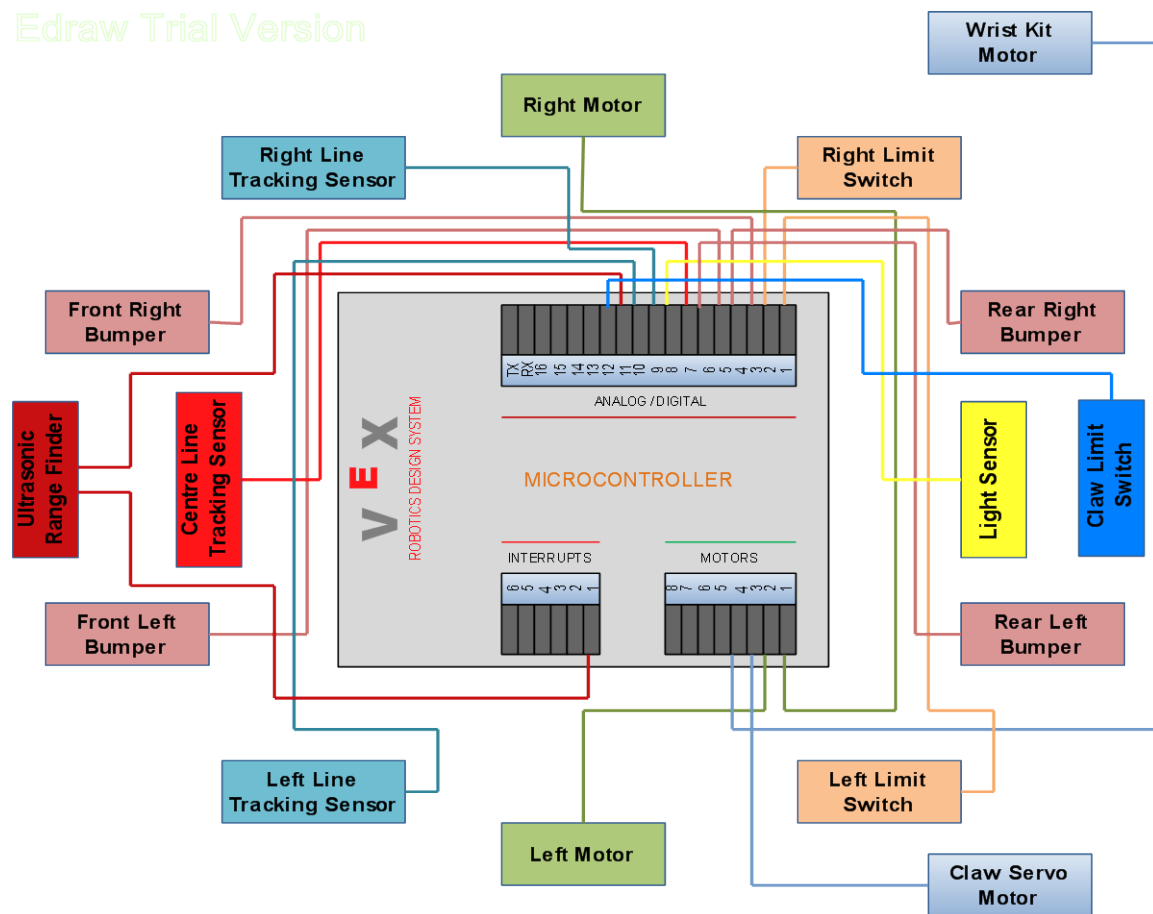 Edraw Trial Version
Wrist Kit
Motor
Right Motor
Right Line
Tracking Sensor
Right Limit
Switch
Front Right
Bumper
Rear Right
Bumper
TX RX 16 15 14 13 12 11 10 9 8 7 6 5 4 3 2 1
ANALOG / DIGITAL
Ultrasonic
Range Finder
Centre Line
Tracking Sensor
VEX
ROBOTICS DESIGN SYSTEM
MICROCONTROLLER
Light Sensor
Claw Limit
Switch
INTERRUPTS
MOTORS
6 5 4 3 2 1
8 7 6 5 4 3 2 1
Front Left
Bumper
Rear Left
Bumper
Left Line
Tracking Sensor
Left Limit
Switch
Left Motor
Claw Servo
Motor